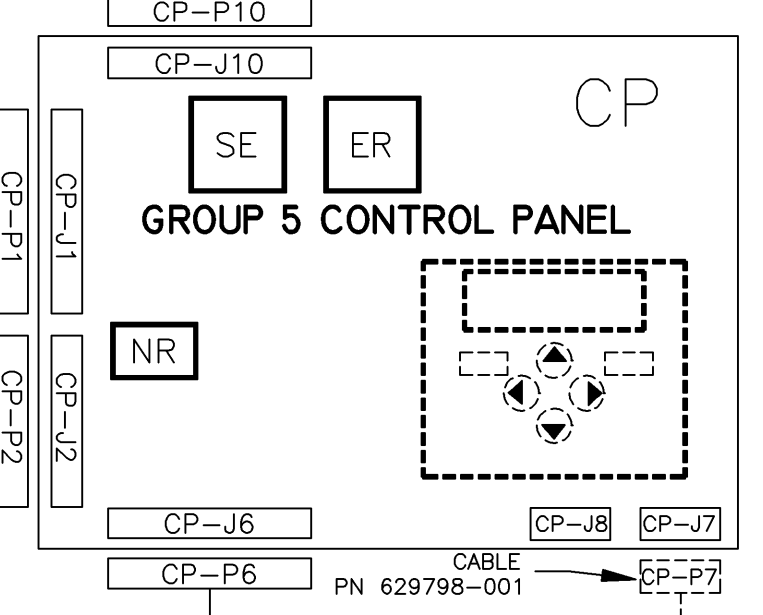 CP-P10
CP-J10
CP
SE
ER
CP-P1
CP-J1
GROUP 5 CONTROL PANEL
NR
CP-P2
CP-J2
CP-J6
CP-J8
CP-J7
CP-P6
CABLE
PN 629798-001
CP-P7